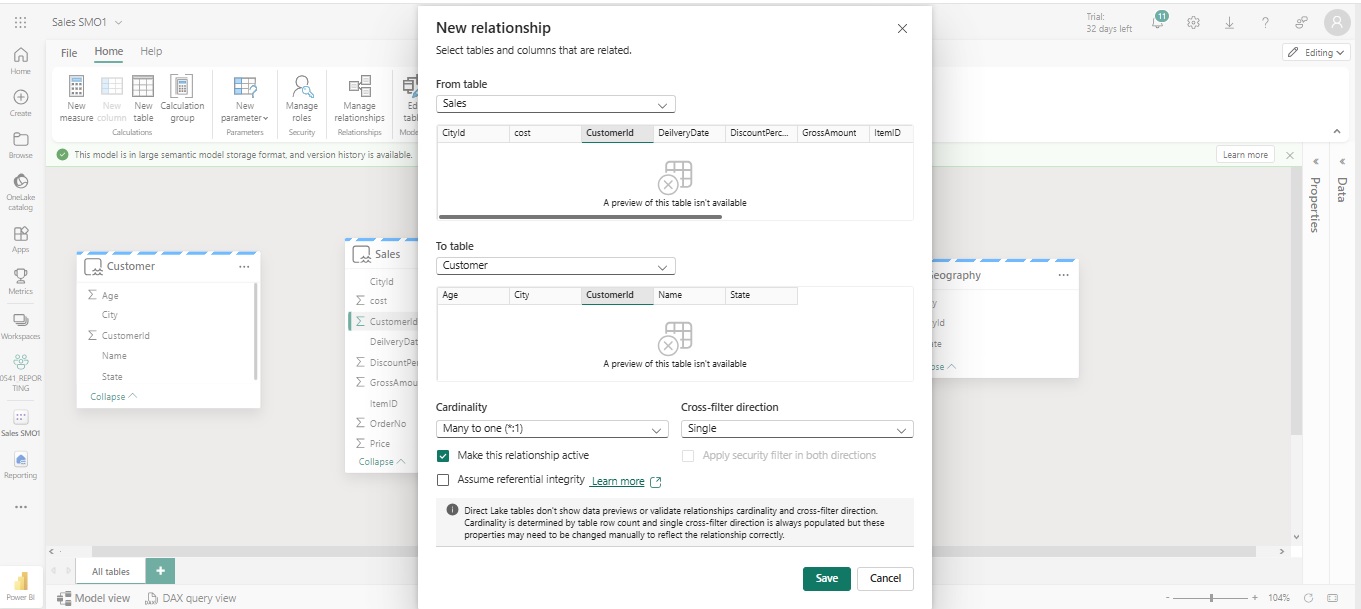 Sales SMO1
Trial:
32 days left
11
File
Home
Help
Editing
Home
Create
Browse
OneLake
catalog
Apps
Metrics
Workspaces
0541_REPOR
TING
Sales SMO1
Reporting
Power BI
New
measure
New
column
New
table
Calculation
group
Calculations
New
parameter
Parameters
Manage
roles
Security
Manage
relationships
Relationships
This model is in large semantic model storage format, and version history is available.
Learn more
Properties
Data
Customer
Age
City
CustomerId
Name
State
Collapse
Sales
CityId
cost
CustomerId
DeilveryDat
DiscountPer
GrossAmou
ItemID
OrderNo
Price
Collapse
New relationship
Select tables and columns that are related.
From table
Sales
CityId cost CustomerId DeilveryDate DiscountPerc... GrossAmount ItemID
A preview of this table isn't available
To table
Customer
Age City CustomerId Name State
A preview of this table isn't available
Cardinality
Cross-filter direction
Many to one (*:1)
Single
Make this relationship active
Apply security filter in both directions
Assume referential integrity Learn more
Direct Lake tables don't show data previews or validate relationships cardinality and cross-filter direction.
Cardinality is determined by table row count and single cross-filter direction is always populated but these
properties may need to be changed manually to reflect the relationship correctly.
Save
Cancel
All tables
+
Model view
DAX query view
- + 104%